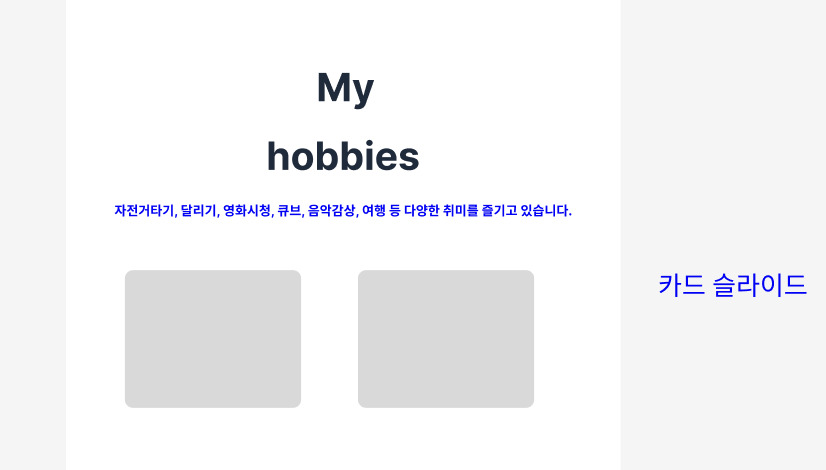 My
hobbies
자전거타기, 달리기, 영화시청, 큐브, 음악감상, 여행 등 다양한 취미를 즐기고 있습니다.
카드 슬라이드